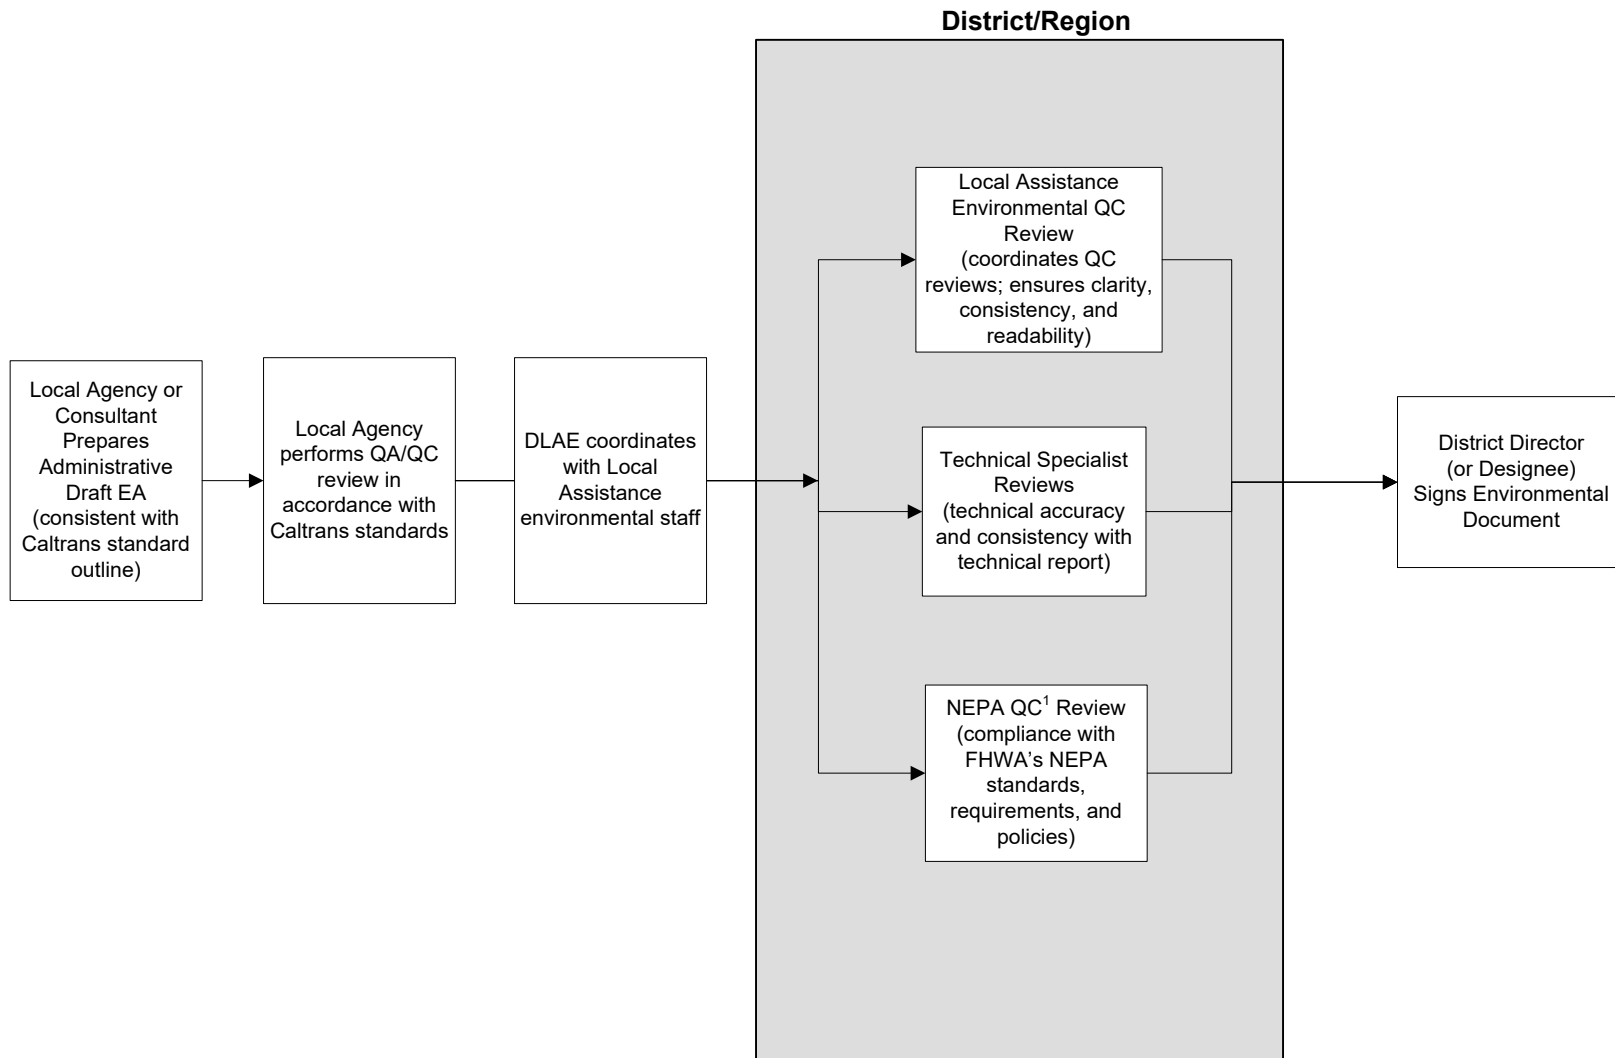 District/Region
Local Agency or
Consultant
Prepares
Administrative
Draft EA
(consistent with
Caltrans standard
outline)
Local Agency
performs QA/QC
review in
accordance with
Caltrans standards
DLAE coordinates
with Local
Assistance
environmental staff
Local Assistance
Environmental QC
Review
(coordinates QC
reviews; ensures clarity,
consistency, and
readability)
Technical Specialist
Reviews
(technical accuracy
and consistency with
technical report)
NEPA QC¹ Review
(compliance with
FHWA’s NEPA
standards,
requirements, and
policies)
District Director
(or Designee)
Signs Environmental
Document